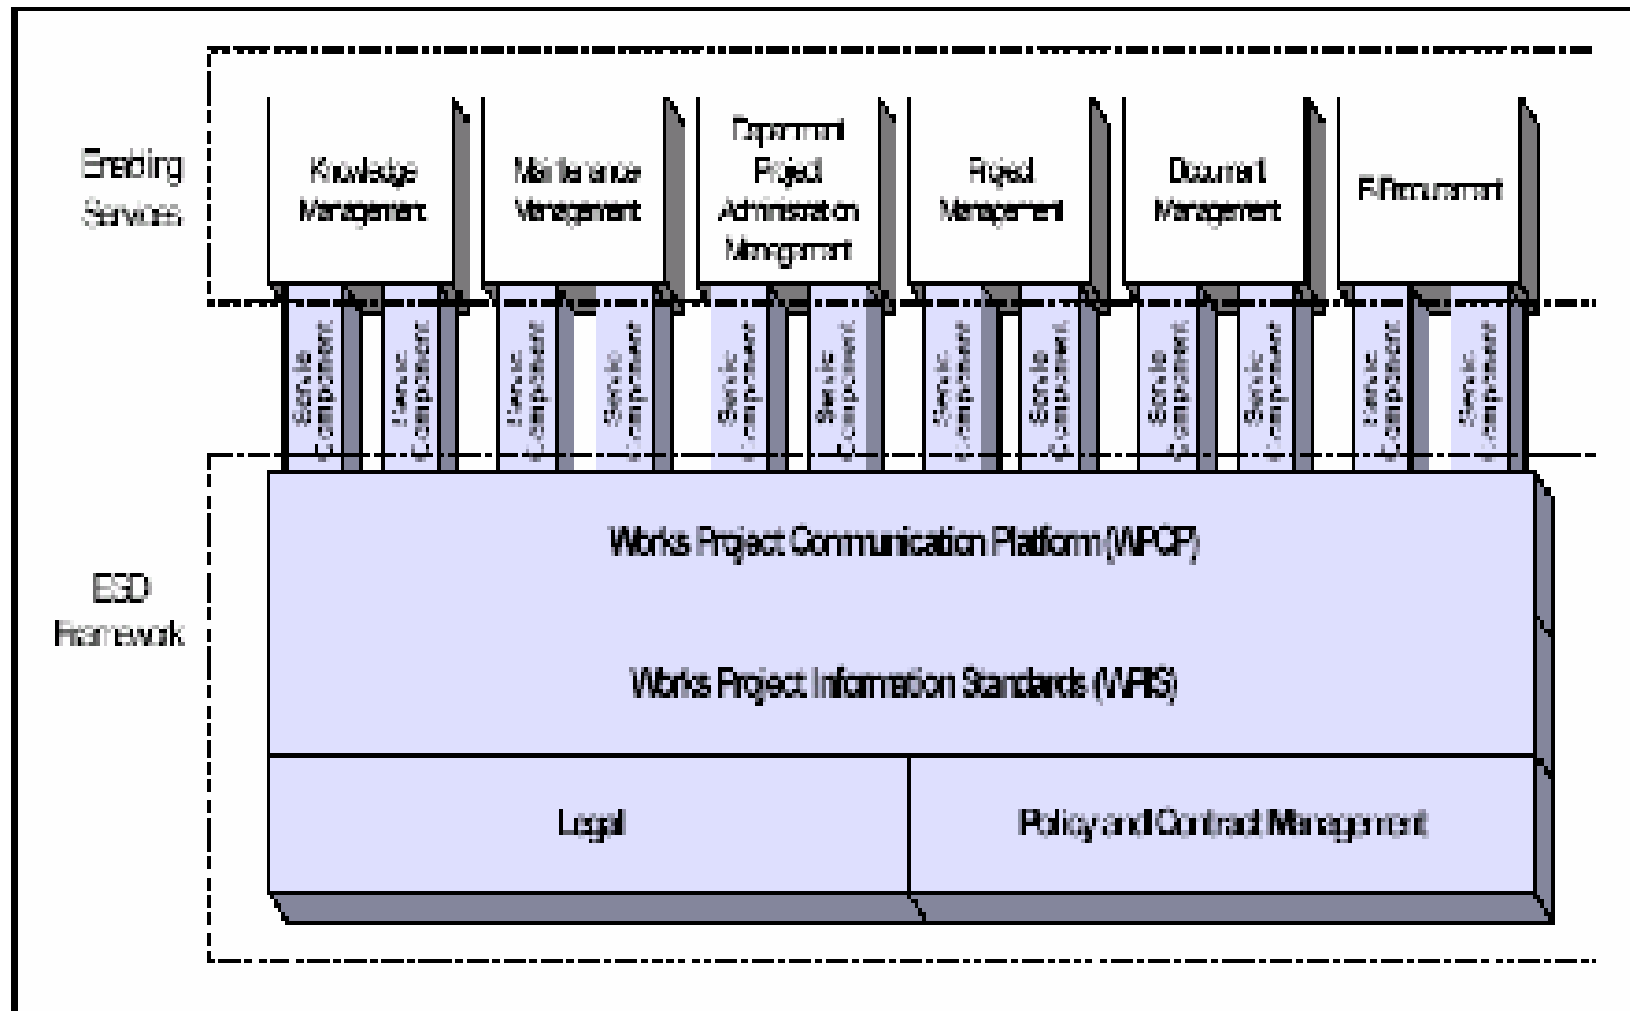 Enabling
Services
Knowledge
Management
Maintenance
Management
Department
Project
Administration
Management
Project
Management
Document
Management
E-Procurement
Service
Component
Service
Component
Service
Component
Service
Component
Service
Component
Service
Component
Service
Component
Service
Component
Service
Component
Service
Component
Service
Component
Service
Component
ESD
Framework
Works Project Communication Platform (WPCP)
Works Project Information Standards (WPIS)
Legal
Policy and Contract Management